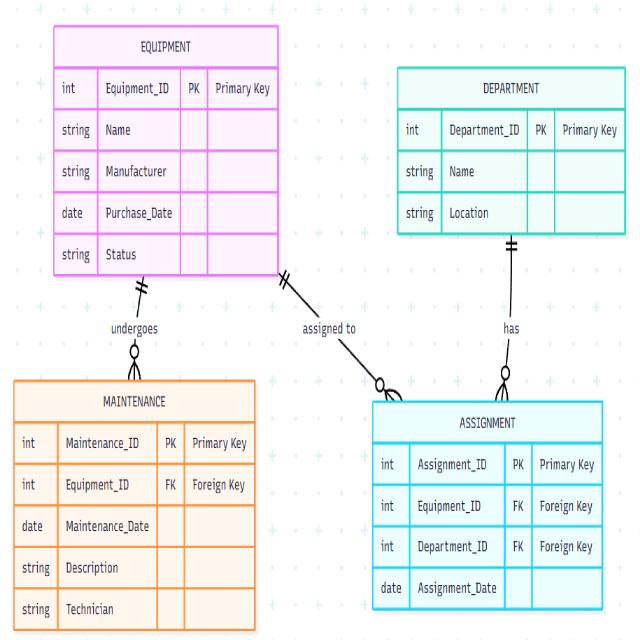 EQUIPMENT
int Equipment_ID PK Primary Key
string Name
string Manufacturer
date Purchase_Date
string Status
DEPARTMENT
int Department_ID PK Primary Key
string Name
string Location
undergoes
assigned to
has
MAINTENANCE
int Maintenance_ID PK Primary Key
int Equipment_ID FK Foreign Key
date Maintenance_Date
string Description
string Technician
ASSIGNMENT
int Assignment_ID PK Primary Key
int Equipment_ID FK Foreign Key
int Department_ID FK Foreign Key
date Assignment_Date